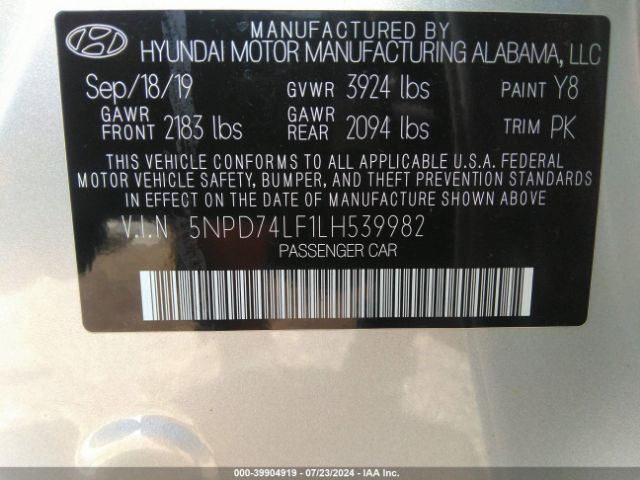 MANUFACTURED BY
HYUNDAI MOTOR MANUFACTURING ALABAMA, LLC
Sep/18/19 GVWR 3924 lbs PAINT Y8
GAWR FRONT 2183 lbs GAWR REAR 2094 lbs TRIM PK
THIS VEHICLE CONFORMS TO ALL APPLICABLE U.S.A. FEDERAL
MOTOR VEHICLE SAFETY, BUMPER, AND THEFT PREVENTION STANDARDS
IN EFFECT ON THE DATE OF MANUFACTURE SHOWN ABOVE.
V.I.N 5NPD74LF1LH539982
PASSENGER CAR
000-39904919 - 07/23/2024 - IAA Inc.